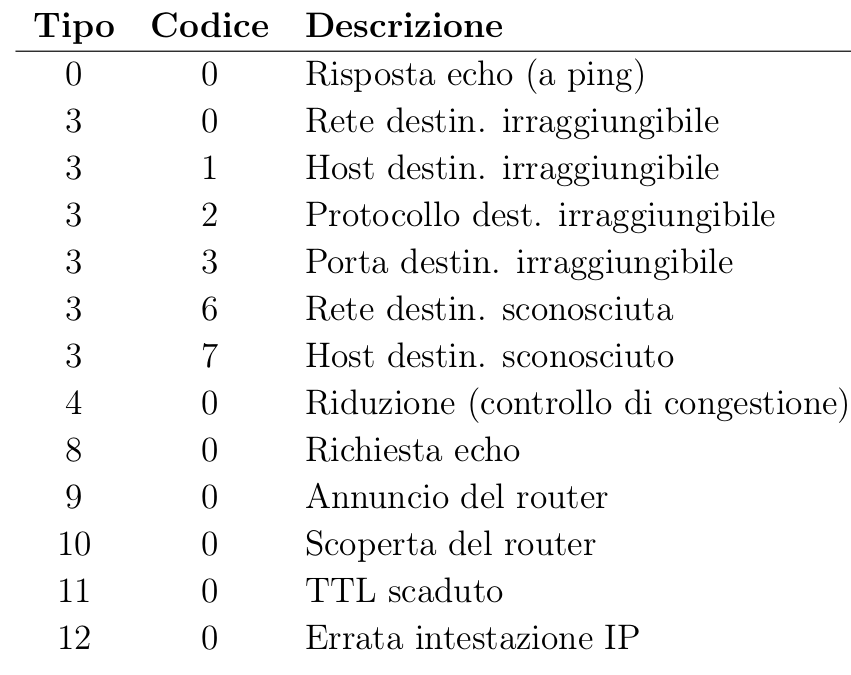 Tipo Codice Descrizione
0 0 Risposta echo (a ping)
3 0 Rete destin. irraggiungibile
3 1 Host destin. irraggiungibile
3 2 Protocollo dest. irraggiungibile
3 3 Porta destin. irraggiungibile
3 6 Rete destin. sconosciuta
3 7 Host destin. sconosciuto
4 0 Riduzione (controllo di congestione)
8 0 Richiesta echo
9 0 Annuncio del router
10 0 Scoperta del router
11 0 TTL scaduto
12 0 Errata intestazione IP